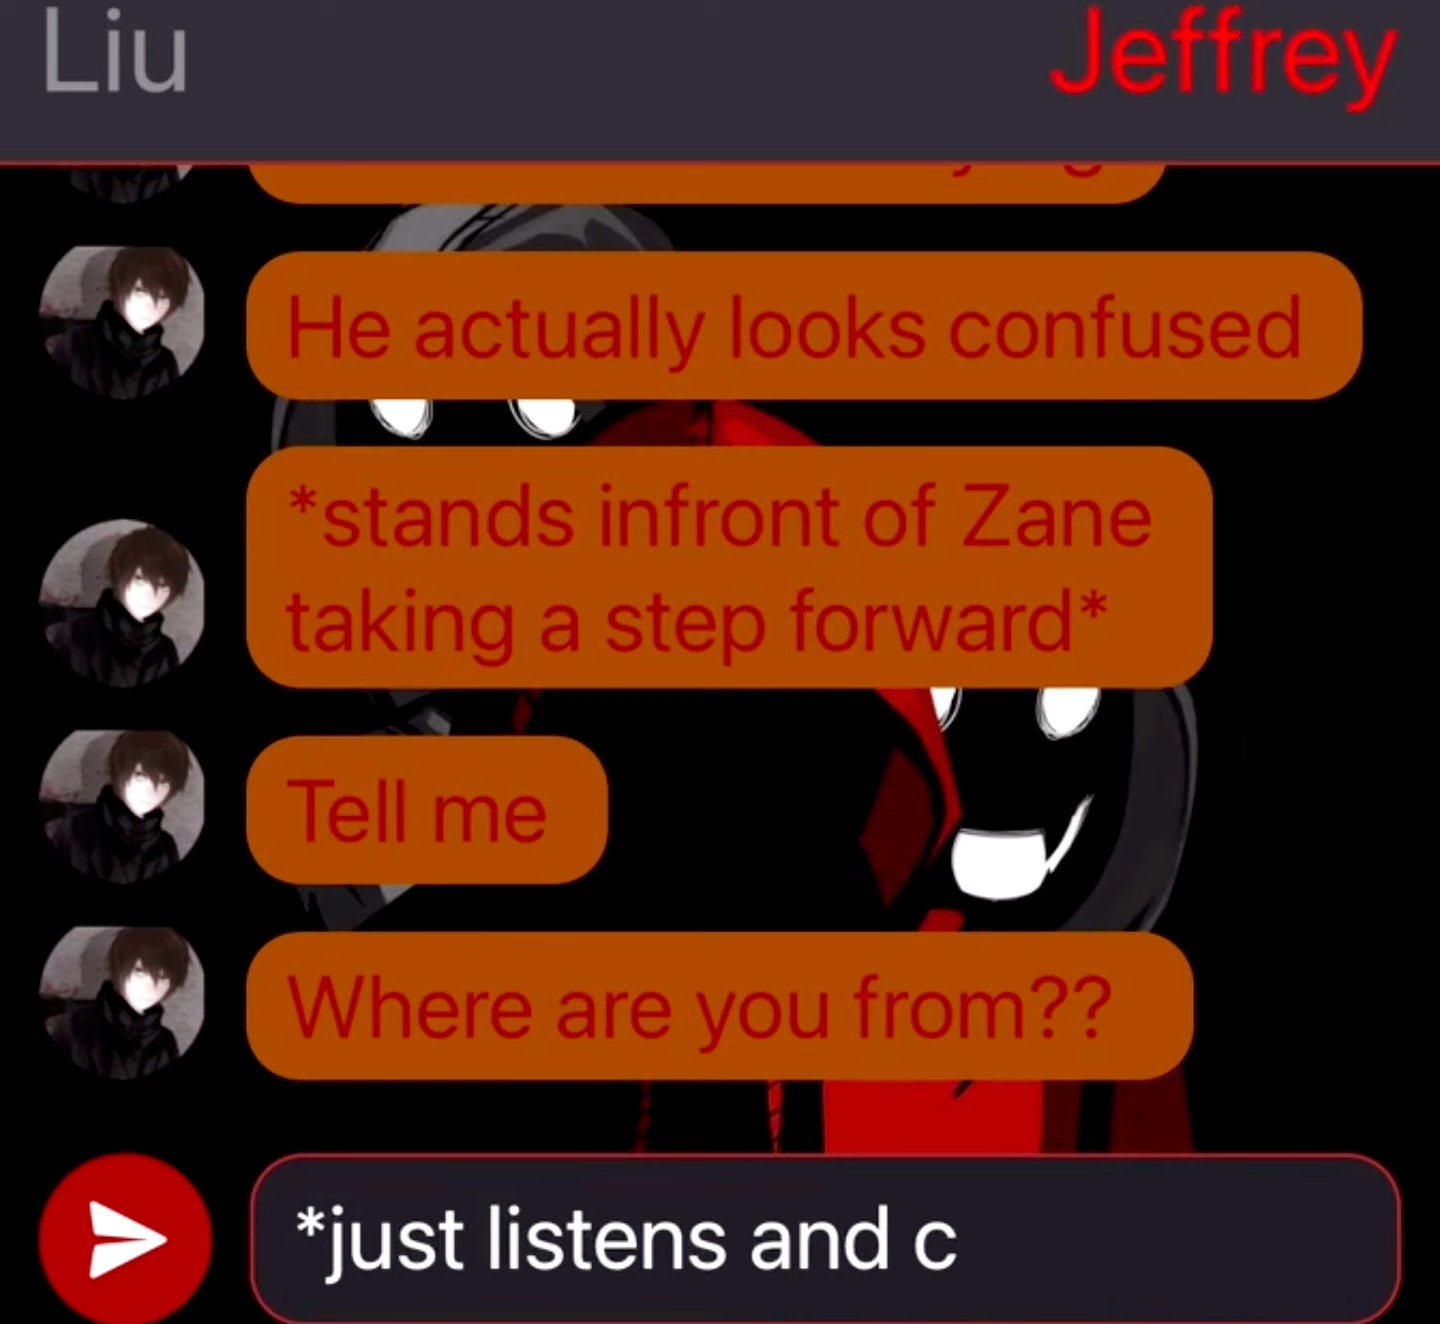 Liu
Jeffrey
He actually looks confused
*stands infront of Zane
taking a step forward*
Tell me
Where are you from??
*just listens and c